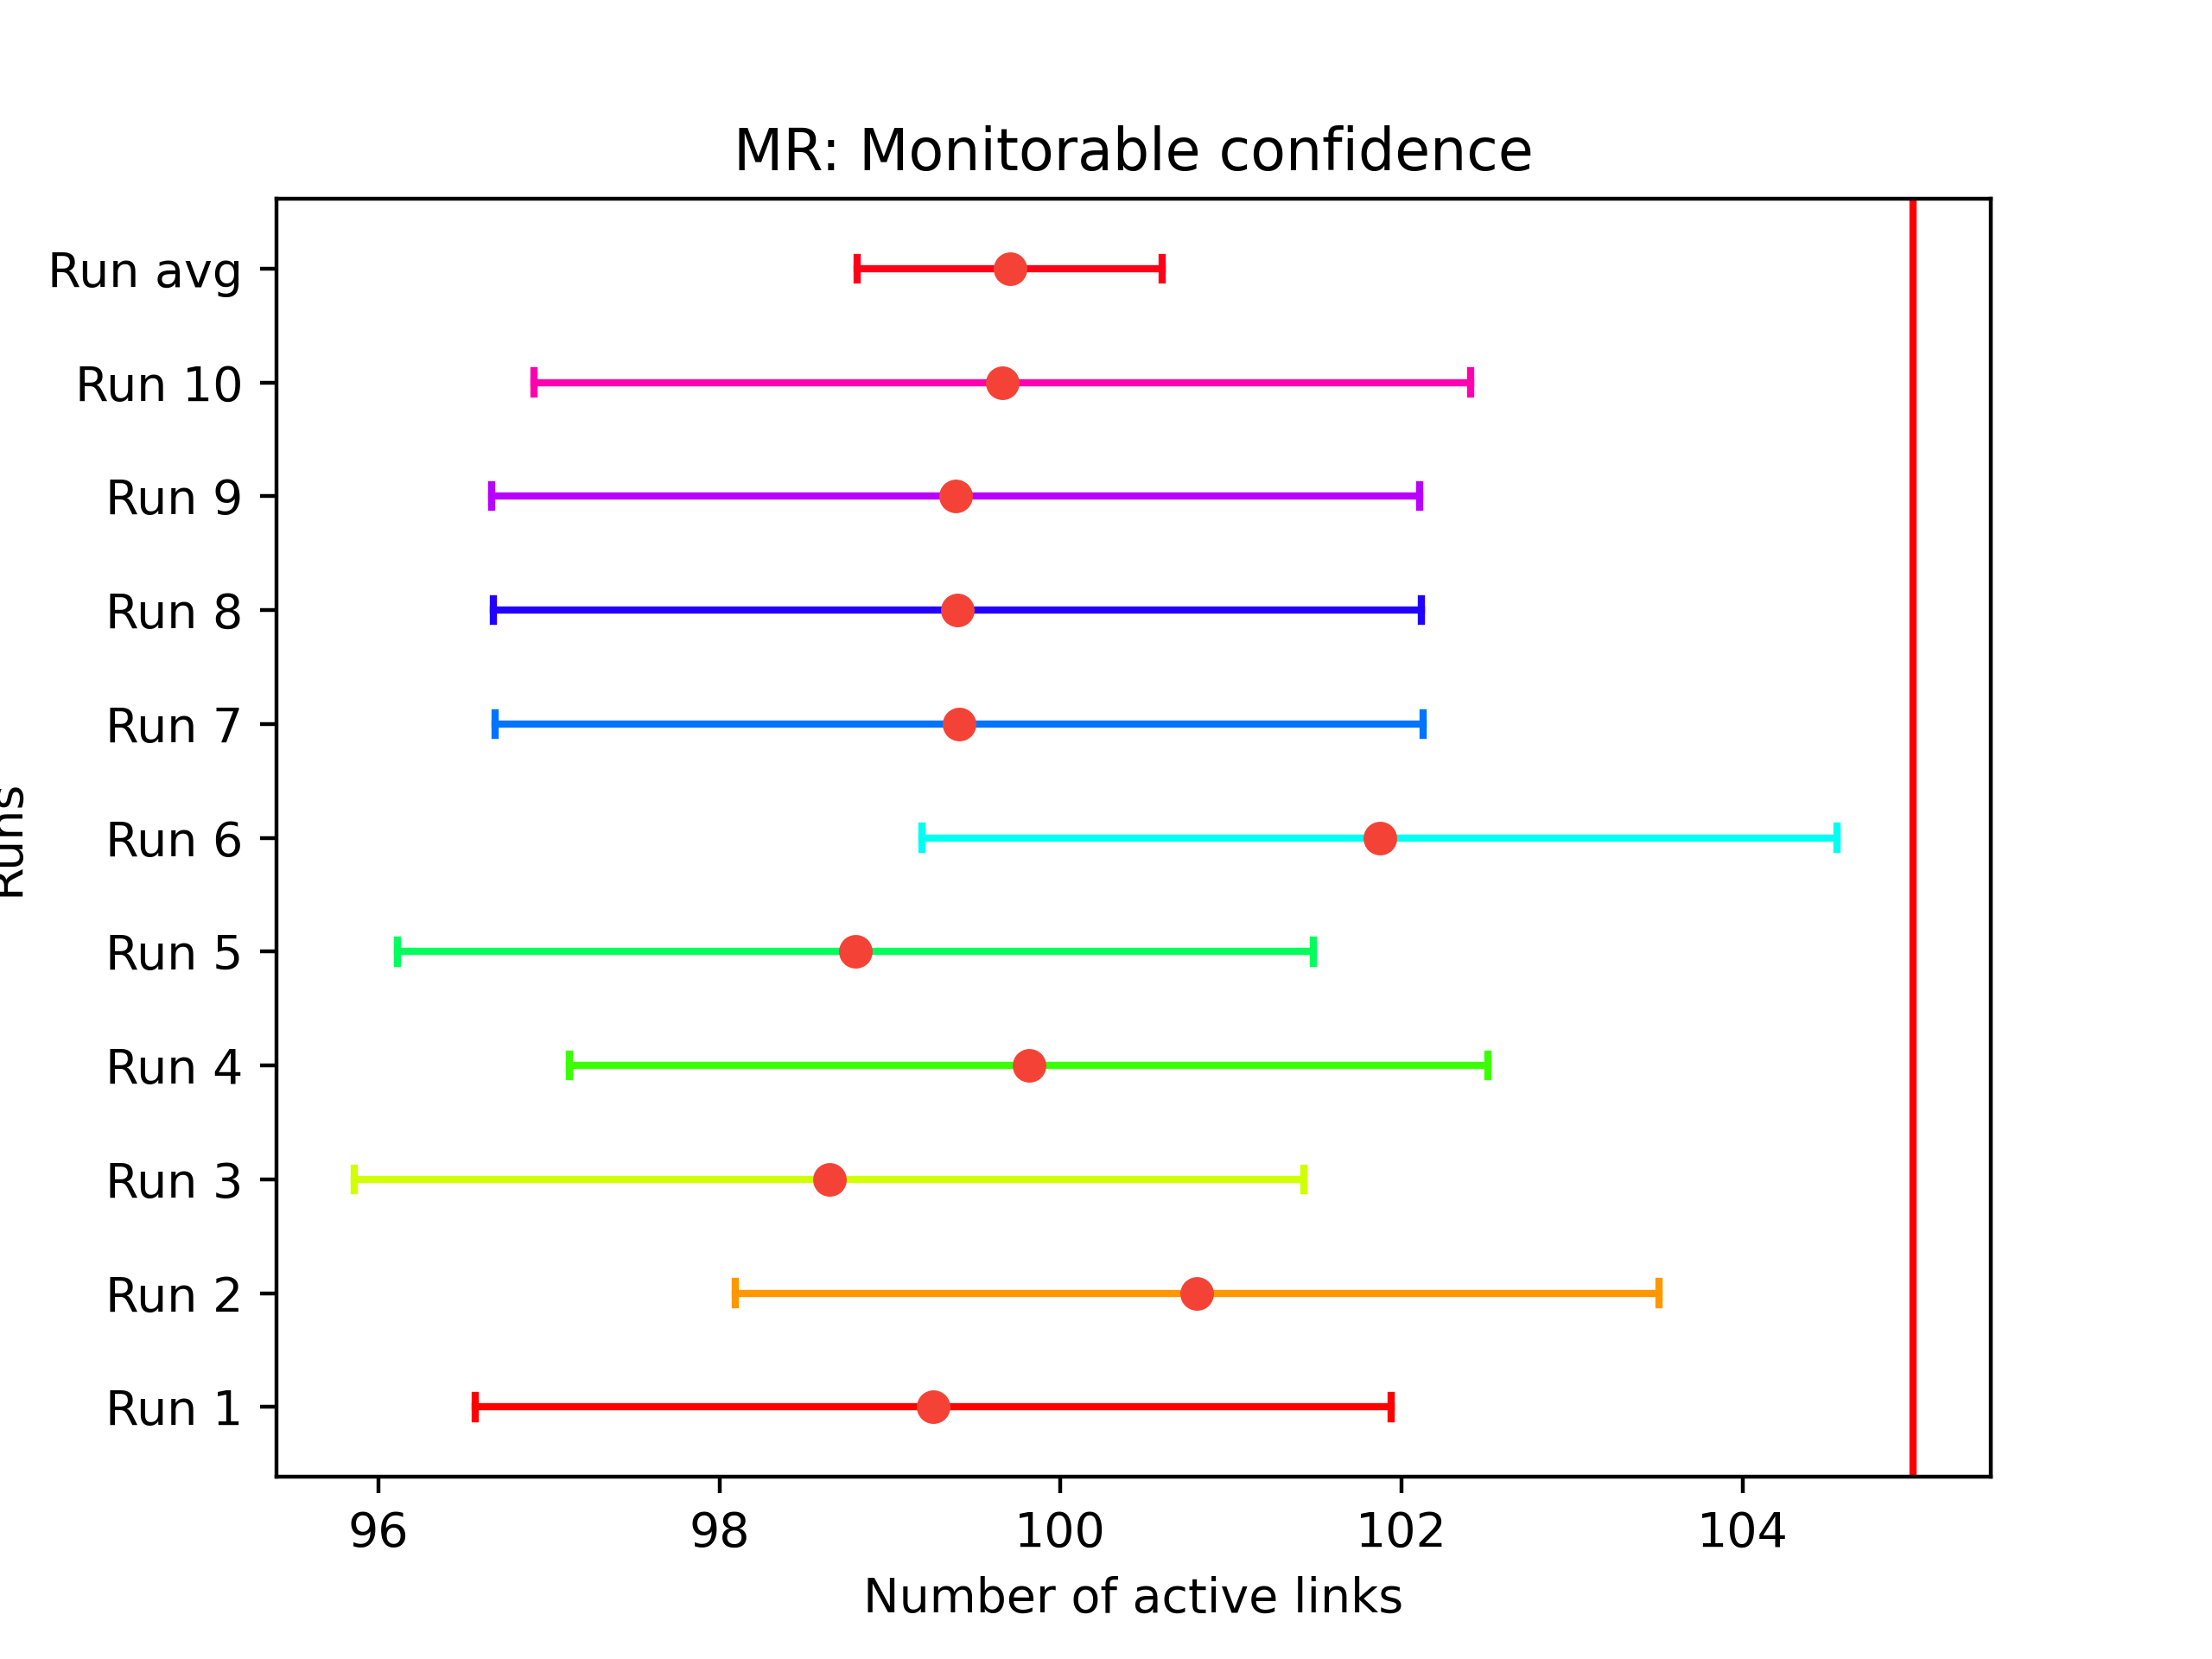 MR: Monitorable confidence
Run avg
Run 10
Run 9
Run 8
Run 7
Run 6
Run 5
Run 4
Run 3
Run 2
Run 1
Runs
96 98 100 102 104
Number of active links